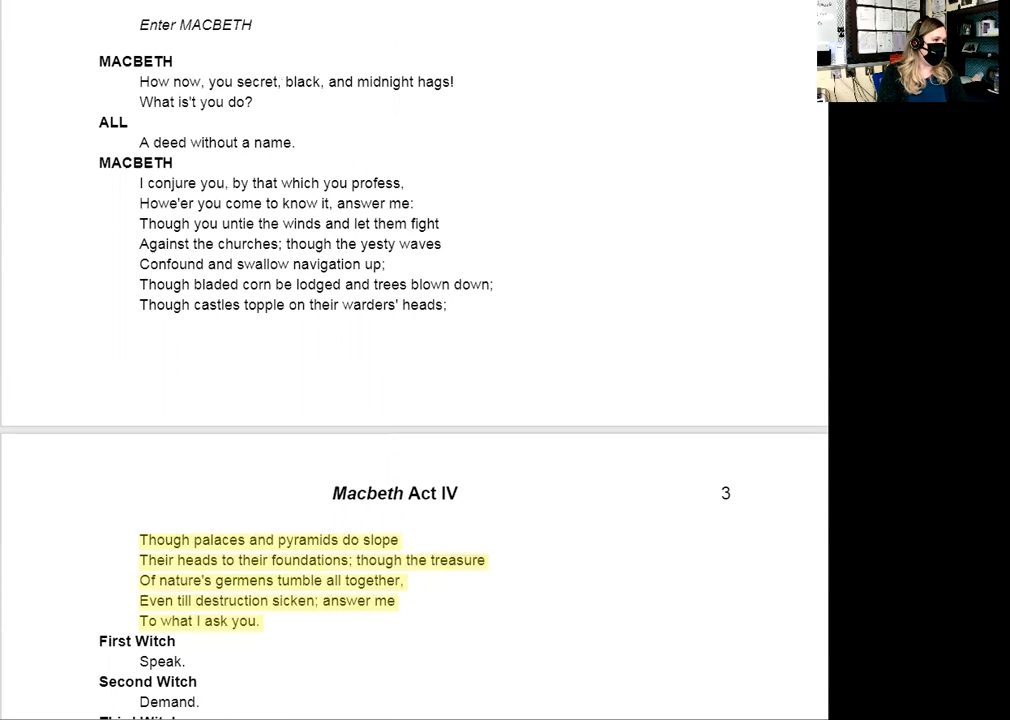 Enter MACBETH
MACBETH
How now, you secret, black, and midnight hags!
What is't you do?
ALL
A deed without a name.
MACBETH
I conjure you, by that which you profess,
Howe'er you come to know it, answer me:
Though you untie the winds and let them fight
Against the churches; though the yesty waves
Confound and swallow navigation up;
Though bladed corn be lodged and trees blown down;
Though castles topple on their warders' heads;
Macbeth Act IV 3
Though palaces and pyramids do slope
Their heads to their foundations; though the treasure
Of nature's germens tumble all together,
Even till destruction sicken; answer me
To what I ask you.
First Witch
Speak.
Second Witch
Demand.